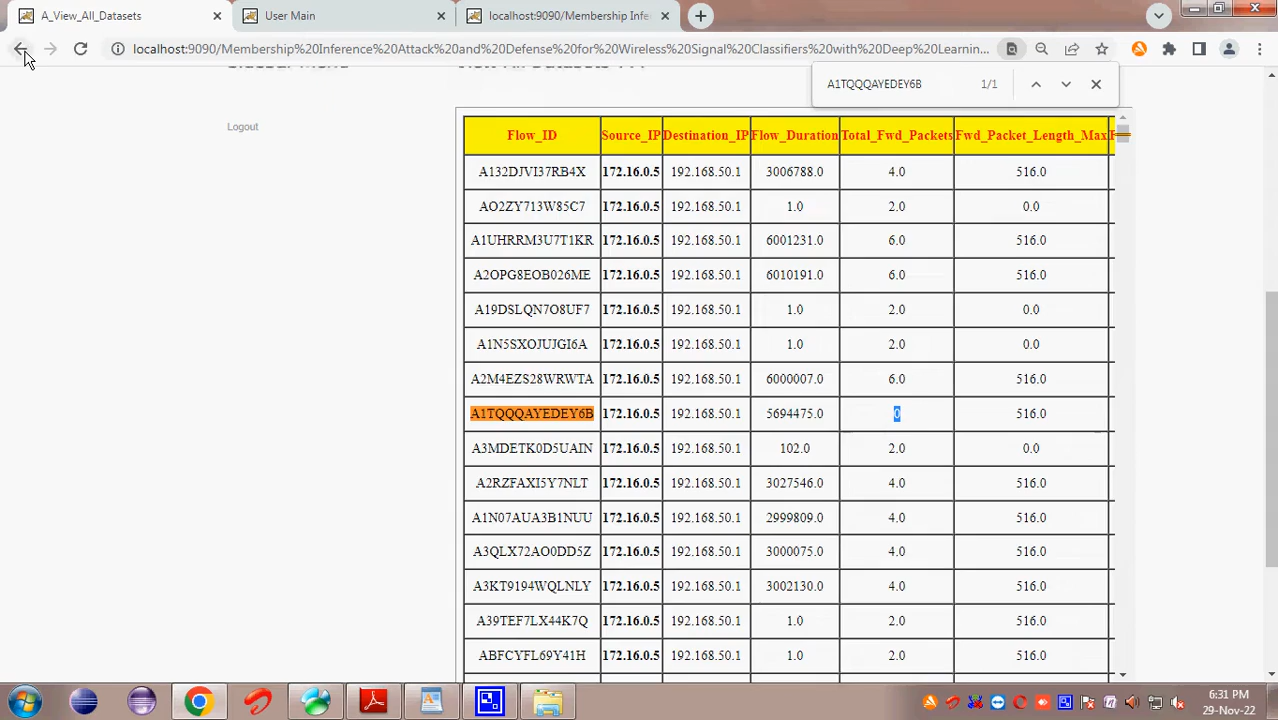 A_View_All_Datasets
User Main
localhost:9090/Membership Infe
localhost:9090/Membership%20Inference%20Attack%20and%20Defense%20for%20Wireless%20Signal%20Classifiers%20with%20Deep%20Learnin...
A1TQQQAYEDEY6B 1/1
Logout
Flow_ID Source_IP Destination_IP Flow_Duration Total_Fwd_Packets Fwd_Packet_Length_Max
A132DJVI37RB4X 172.16.0.5 192.168.50.1 3006788.0 4.0 516.0
AO2ZY713W85C7 172.16.0.5 192.168.50.1 1.0 2.0 0.0
A1UHRRM3U7T1KR 172.16.0.5 192.168.50.1 6001231.0 6.0 516.0
A2OPG8EOB026ME 172.16.0.5 192.168.50.1 6010191.0 6.0 516.0
A19DSLQN7O8UF7 172.16.0.5 192.168.50.1 1.0 2.0 0.0
A1N5SXOJUJGI6A 172.16.0.5 192.168.50.1 1.0 2.0 0.0
A2M4EZS28WRWTA 172.16.0.5 192.168.50.1 6000007.0 6.0 516.0
A1TQQQAYEDEY6B 172.16.0.5 192.168.50.1 5694475.0 0 516.0
A3MDETK0D5UAIN 172.16.0.5 192.168.50.1 102.0 2.0 0.0
A2RZFAXI5Y7NLT 172.16.0.5 192.168.50.1 3027546.0 4.0 516.0
A1N07AUA3B1NUU 172.16.0.5 192.168.50.1 2999809.0 4.0 516.0
A3QLX72AO0DD5Z 172.16.0.5 192.168.50.1 3000075.0 4.0 516.0
A3KT9194WQLNLY 172.16.0.5 192.168.50.1 3002130.0 4.0 516.0
A39TEF7LX44K7Q 172.16.0.5 192.168.50.1 1.0 2.0 516.0
ABFCYFL69Y41H 172.16.0.5 192.168.50.1 1.0 2.0 516.0
6:31 PM
29-Nov-22